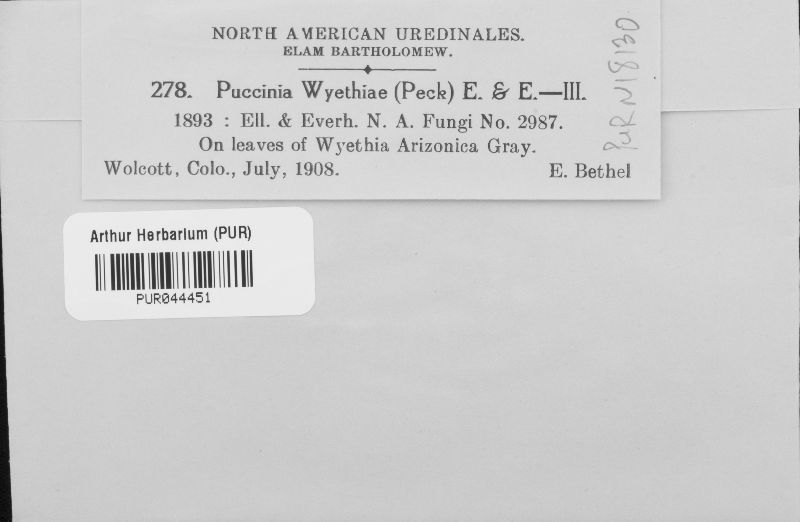 NORTH AMERICAN UREDINALES.
ELAM BARTHOLOMEW.
278. Puccinia Wyethiae (Peck) E. & E.—III.
1893 : Ell. & Everh. N. A. Fungi No. 2987.
On leaves of Wyethia Arizonica Gray.
Wolcott, Colo., July, 1908. E. Bethel
PUR N18130
Arthur Herbarium (PUR)
PUR044451